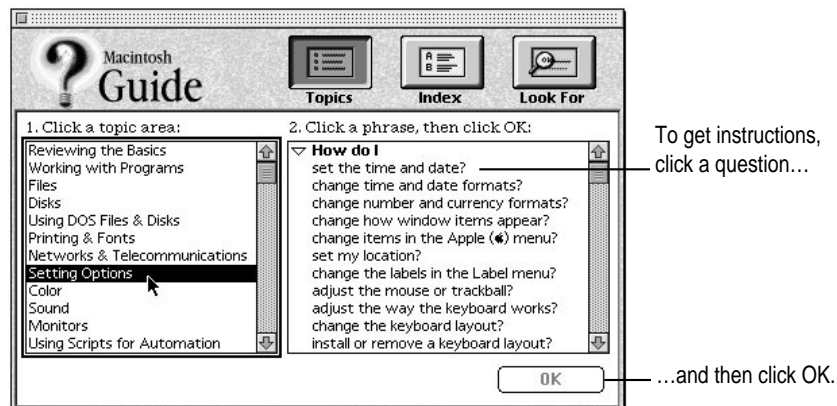 Macintosh
Guide
Topics
Index
Look For
1. Click a topic area:
Reviewing the Basics
Working with Programs
Files
Disks
Using DOS Files & Disks
Printing & Fonts
Networks & Telecommunications
Setting Options
Color
Sound
Monitors
Using Scripts for Automation
2. Click a phrase, then click OK:
How do I
set the time and date?
change time and date formats?
change number and currency formats?
change how window items appear?
change items in the Apple () menu?
set my location?
change the labels in the Label menu?
adjust the mouse or trackball?
adjust the way the keyboard works?
change the keyboard layout?
install or remove a keyboard layout?
OK
To get instructions,
click a question…
…and then click OK.